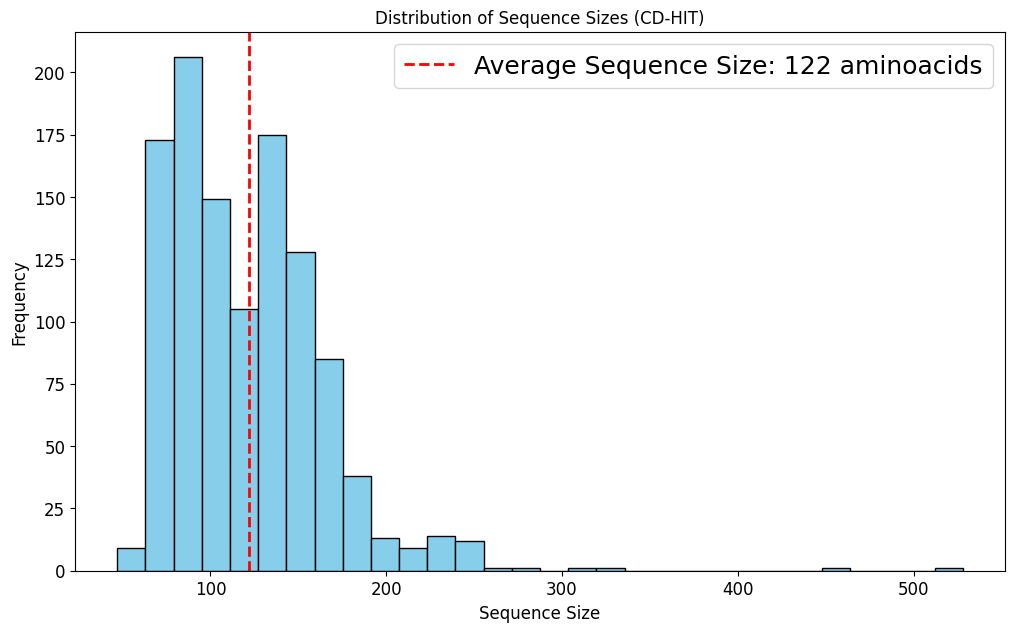 Distribution of Sequence Sizes (CD-HIT)
Average Sequence Size: 122 aminoacids
200
175
150
125
100
75
50
25
0
Frequency
100 200 300 400 500
Sequence Size